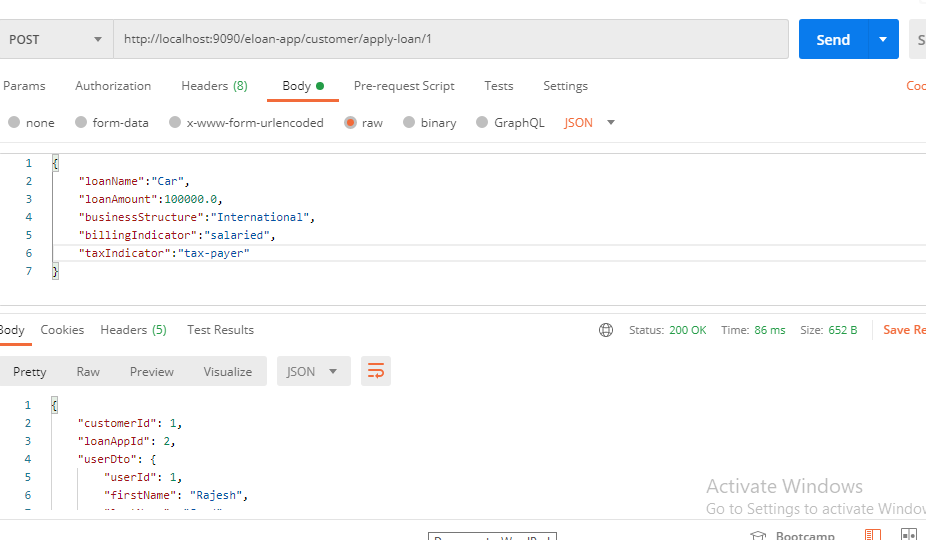 POST http://localhost:9090/eloan-app/customer/apply-loan/1 Send S
Params Authorization Headers (8) Body Pre-request Script Tests Settings Coo
none form-data x-www-form-urlencoded raw binary GraphQL JSON
1 {
2 "loanName":"Car",
3 "loanAmount":100000.0,
4 "businessStructure":"International",
5 "billingIndicator":"salaried",
6 "taxIndicator":"tax-payer"
7 }
Body Cookies Headers (5) Test Results Status: 200 OK Time: 86 ms Size: 652 B Save Re
Pretty Raw Preview Visualize JSON
1 {
2 "customerId": 1,
3 "loanAppId": 2,
4 "userDto": {
5 "userId": 1,
6 "firstName": "Rajesh",
Activate Windows
Go to Settings to activate Window
Bootcamp